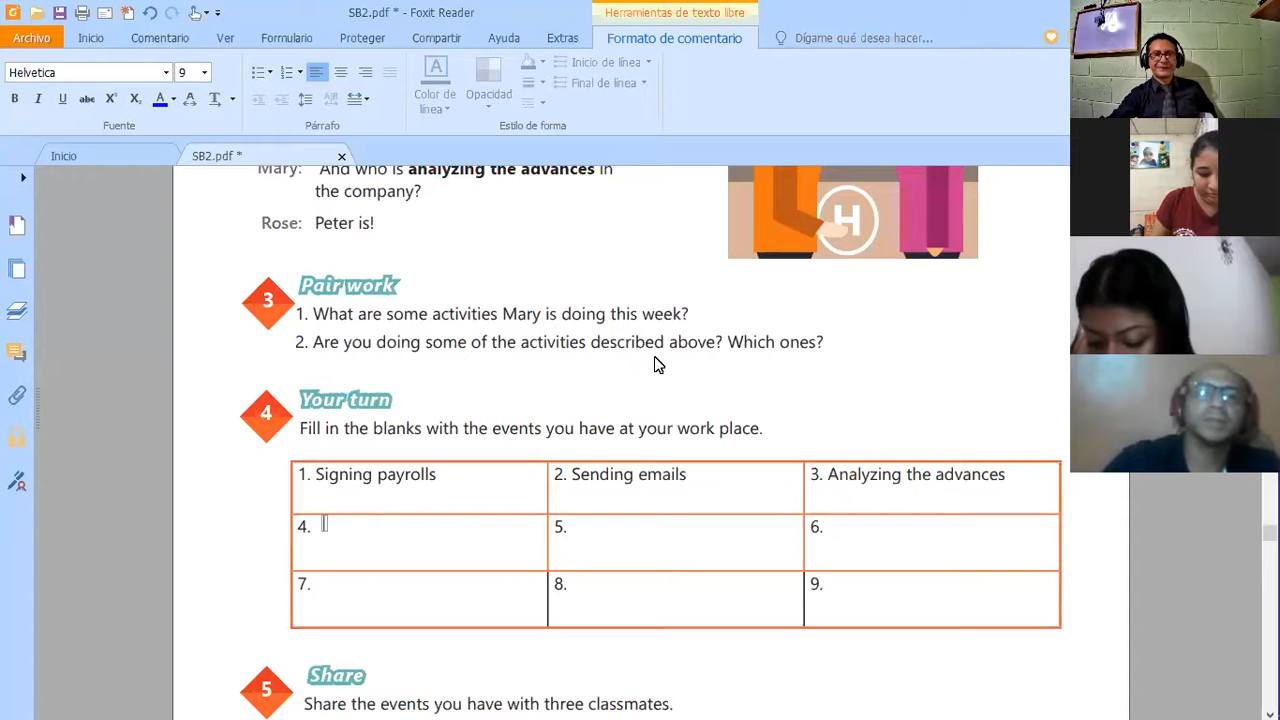 SB2.pdf * - Foxit Reader
Herramientas de texto libre
Archivo
Inicio
Comentario
Ver
Formulario
Proteger
Compartir
Ayuda
Extras
Formato de comentario
Dígame qué desea hacer...
Helvetica
9
Color de línea
Opacidad
Inicio de línea
Final de línea
Fuente
Párrafo
Estilo de forma
Inicio
SB2.pdf *
Mary: And who is analyzing the advances in
the company?
Rose: Peter is!
H
3
Pair work
1. What are some activities Mary is doing this week?
2. Are you doing some of the activities described above? Which ones?
4
Your turn
Fill in the blanks with the events you have at your work place.
1. Signing payrolls
2. Sending emails
3. Analyzing the advances
4.
5.
6.
7.
8.
9.
5
Share
Share the events you have with three classmates.